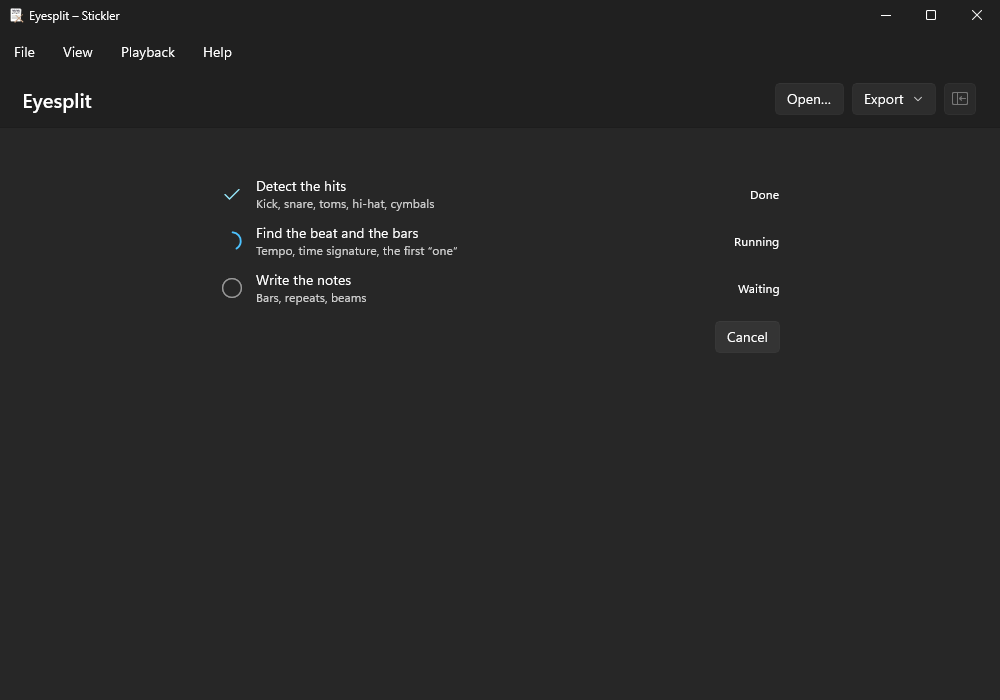 Eyesplit – Stickler
File View Playback Help
Eyesplit
Open... Export
Detect the hits
Kick, snare, toms, hi-hat, cymbals
Done
Find the beat and the bars
Tempo, time signature, the first “one”
Running
Write the notes
Bars, repeats, beams
Waiting
Cancel